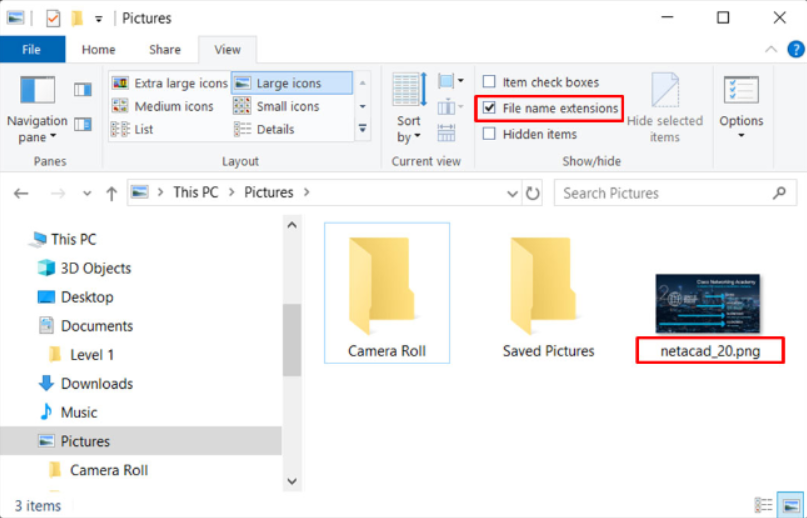 Pictures
File Home Share View
Navigation pane
Panes
Extra large icons Large icons
Medium icons Small icons
List Details
Layout
Sort by
Current view
Item check boxes
File name extensions
Hidden items
Hide selected items
Show/hide
Options
This PC > Pictures >
Search Pictures
This PC
3D Objects
Desktop
Documents
Level 1
Downloads
Music
Pictures
Camera Roll
Camera Roll
Saved Pictures
Cisco Networking Academy
netacad_20.png
3 items